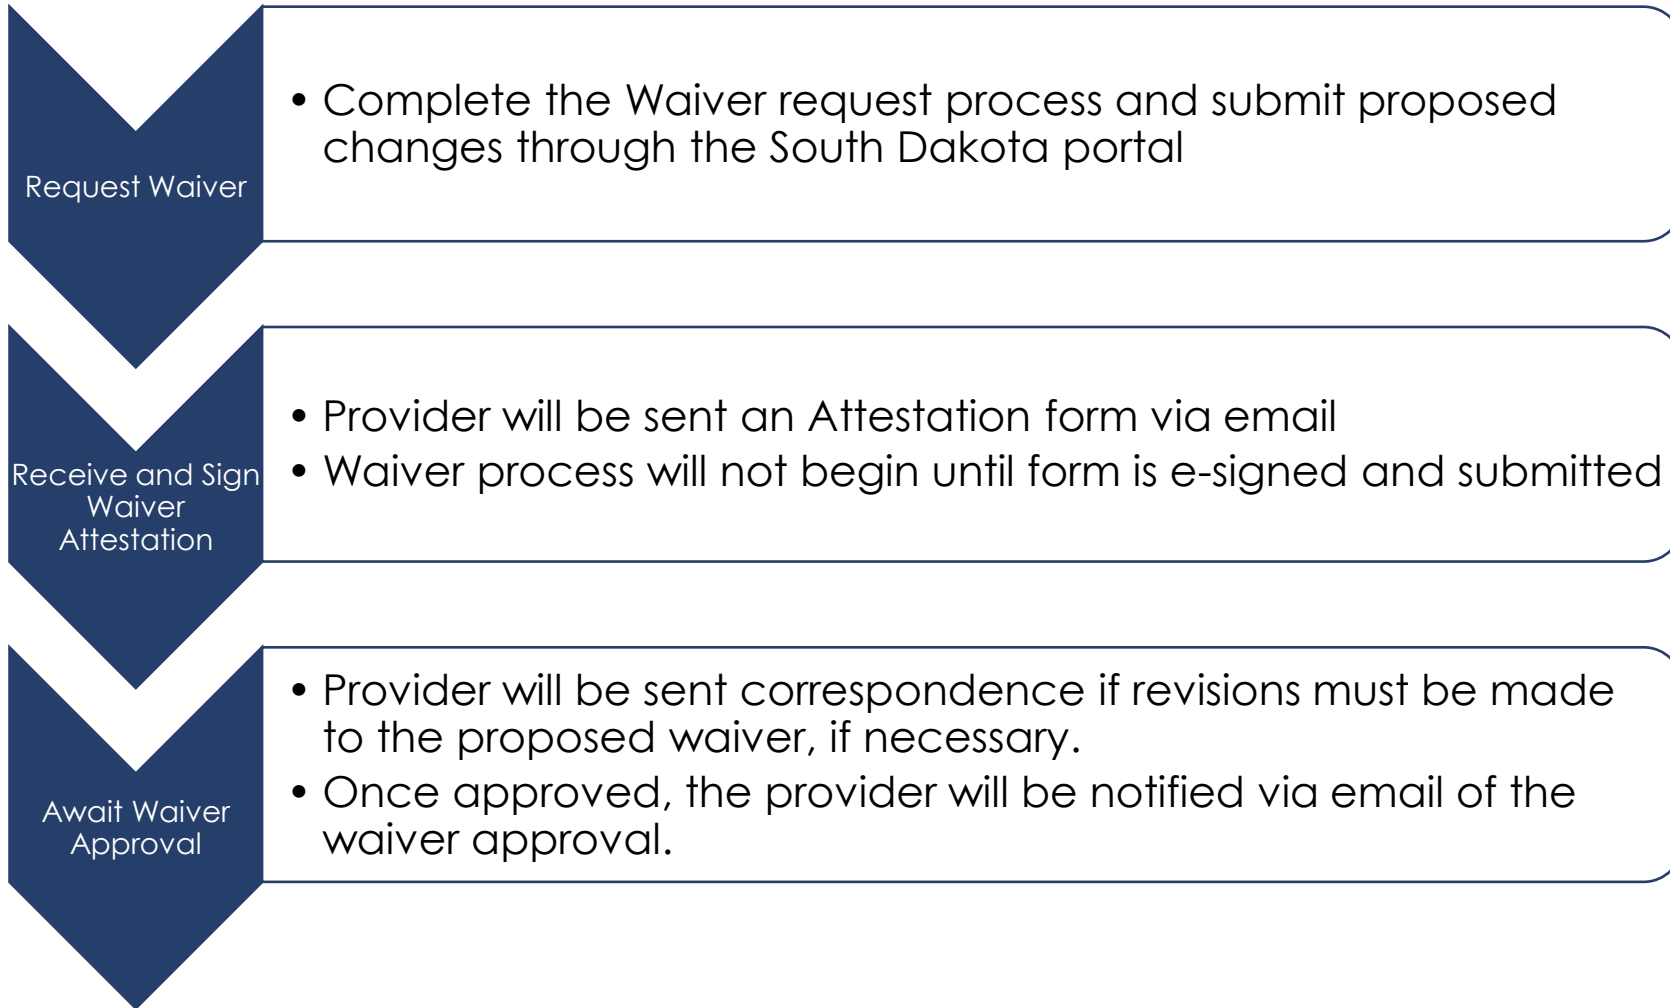 Request Waiver
• Complete the Waiver request process and submit proposed
changes through the South Dakota portal
Receive and Sign
Waiver
Attestation
• Provider will be sent an Attestation form via email
• Waiver process will not begin until form is e-signed and submitted
Await Waiver
Approval
• Provider will be sent correspondence if revisions must be made
to the proposed waiver, if necessary.
• Once approved, the provider will be notified via email of the
waiver approval.